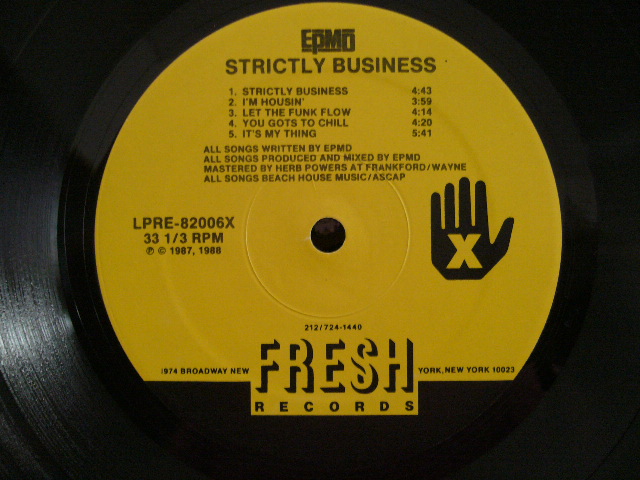 EPMD
STRICTLY BUSINESS
1. STRICTLY BUSINESS 4:43
2. I'M HOUSIN' 3:59
3. LET THE FUNK FLOW 4:14
4. YOU GOTS TO CHILL 4:20
5. IT'S MY THING 5:41
ALL SONGS WRITTEN BY EPMD
ALL SONGS PRODUCED AND MIXED BY EPMD
MASTERED BY HERB POWERS AT FRANKFORD/WAYNE
ALL SONGS BEACH HOUSE MUSIC/ASCAP
LPRE-82006X
33 1/3 RPM
℗ © 1987, 1988
X
212/724-1440
1974 BROADWAY NEW YORK, NEW YORK 10023
FRESH
RECORDS